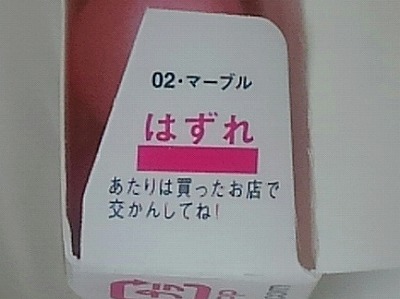 02・マーブル
はずれ
あたりは買ったお店で
交かんしてね!